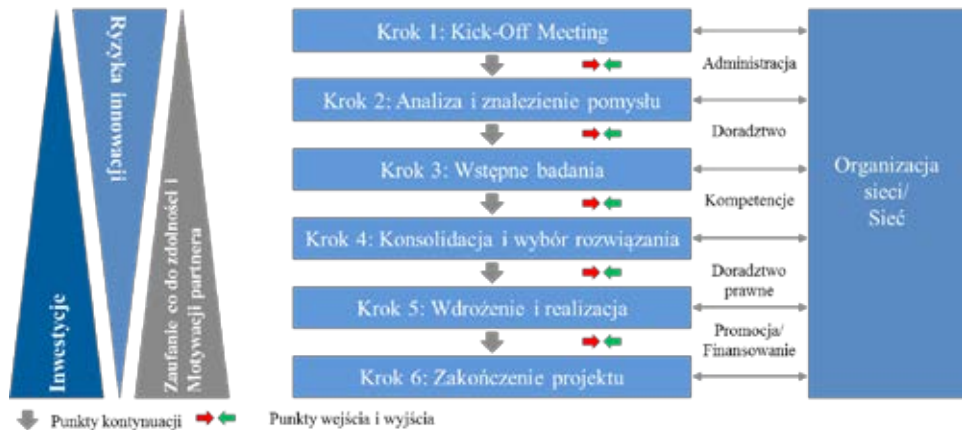 Inwestycje
Ryzyka innowacji
Zaufanie co do zdolności i
Motywacji partnera
Krok 1: Kick-Off Meeting
Krok 2: Analiza i znalezienie pomysłu
Krok 3: Wstępne badania
Krok 4: Konsolidacja i wybór rozwiązania
Krok 5: Wdrożenie i realizacja
Krok 6: Zakończenie projektu
Administracja
Doradztwo
Kompetencje
Doradztwo
prawne
Promocja/
Finansowanie
Organizacja
sieci/
Sieć
Punkty kontynuacji
Punkty wejścia i wyjścia